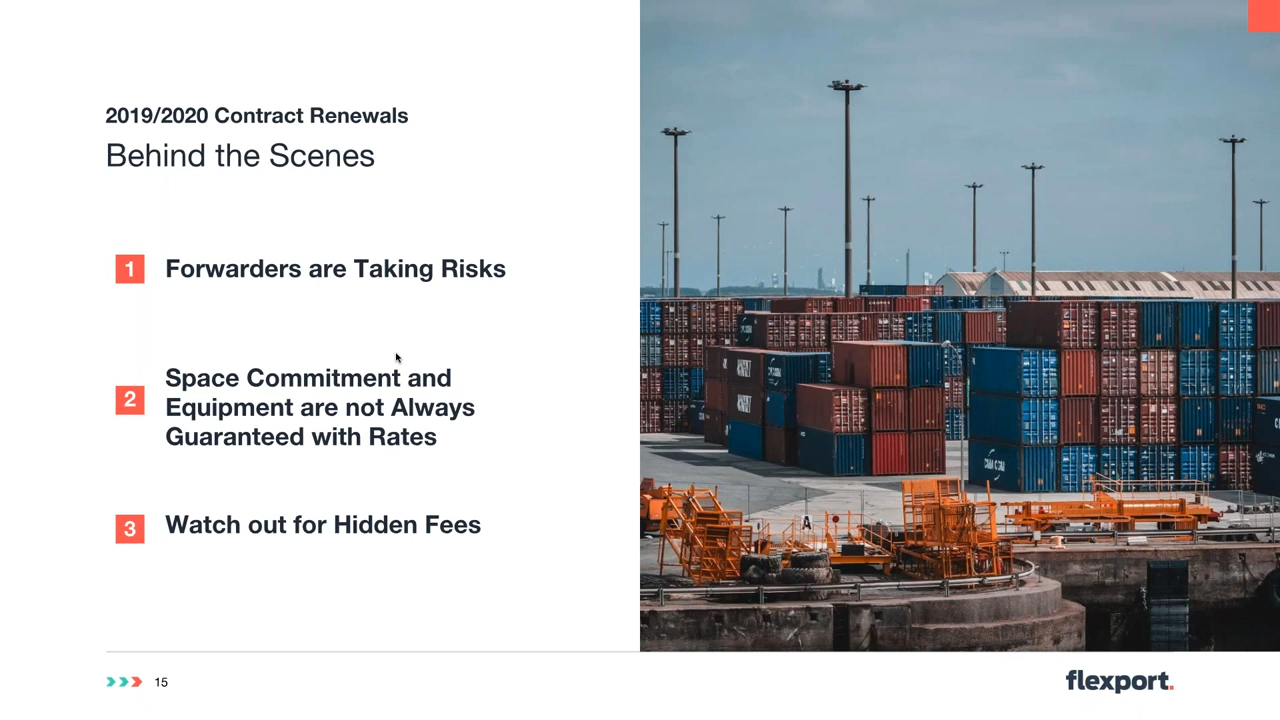 2019/2020 Contract Renewals
Behind the Scenes
1 Forwarders are Taking Risks
2 Space Commitment and
Equipment are not Always
Guaranteed with Rates
3 Watch out for Hidden Fees
A
15
flexport.